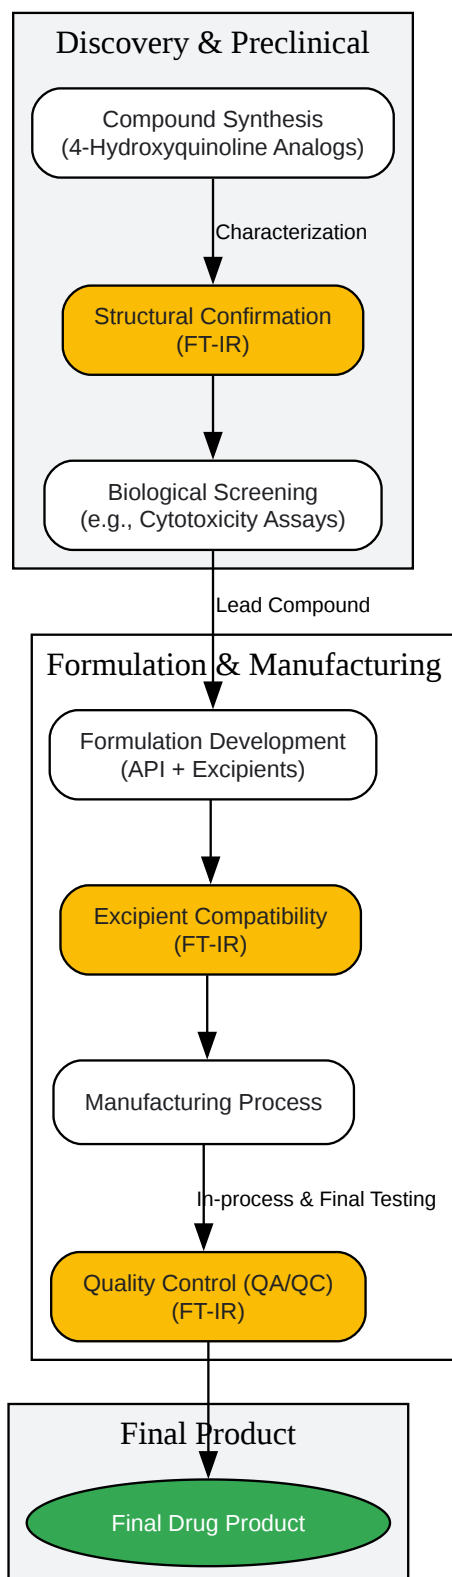 Discovery & Preclinical
Compound Synthesis
(4-Hydroxyquinoline Analogs)
Characterization
Structural Confirmation
(FT-IR)
Biological Screening
(e.g., Cytotoxicity Assays)
Lead Compound
Formulation & Manufacturing
Formulation Development
(API + Excipients)
Excipient Compatibility
(FT-IR)
Manufacturing Process
In-process & Final Testing
Quality Control (QA/QC)
(FT-IR)
Final Product
Final Drug Product